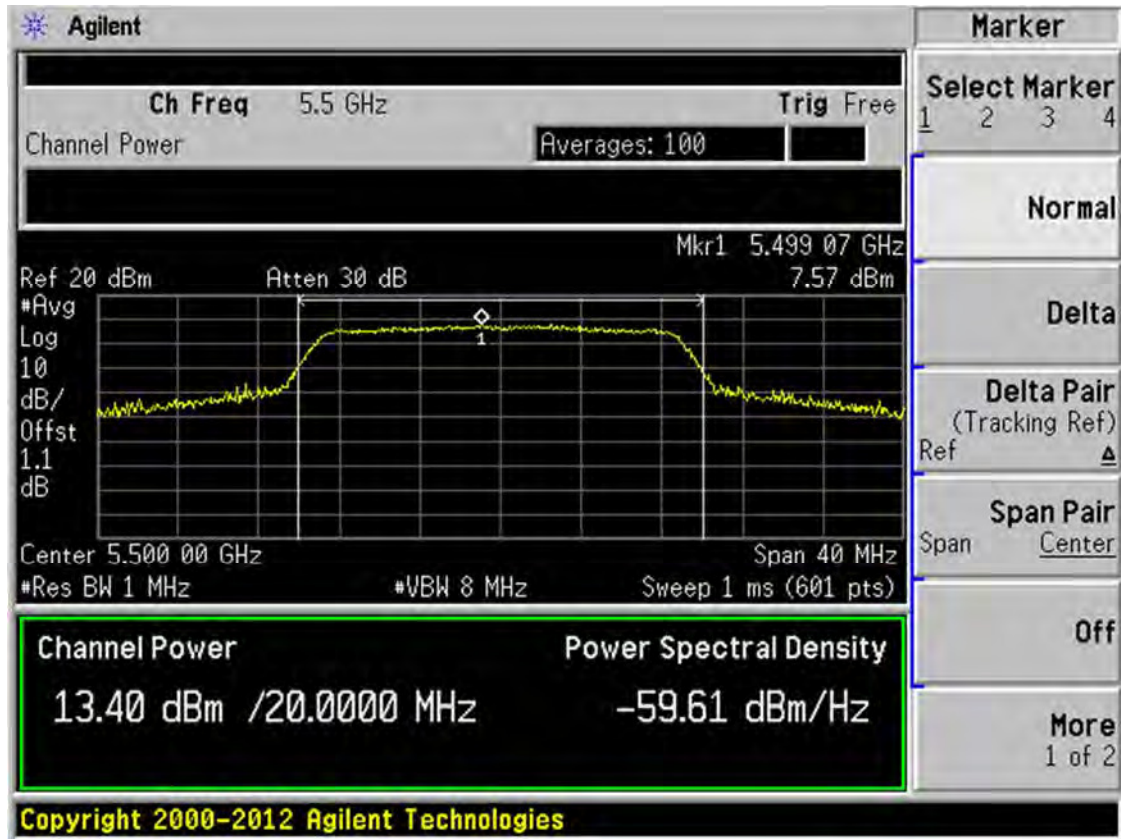 Agilent
Ch Freq 5.5 GHz Trig Free
Channel Power Averages: 100
Mkr1 5.499 07 GHz
Ref 20 dBm Atten 30 dB 7.57 dBm
#Avg
Log
10
dB/
Offst
1.1
dB
1
Center 5.500 00 GHz Span 40 MHz
#Res BW 1 MHz #VBW 8 MHz Sweep 1 ms (601 pts)
Channel Power Power Spectral Density
13.40 dBm /20.0000 MHz -59.61 dBm/Hz
Copyright 2000-2012 Agilent Technologies
Marker
Select Marker
1 2 3 4
Normal
Delta
Delta Pair
(Tracking Ref)
Ref Δ
Span Pair
Span Center
Off
More
1 of 2